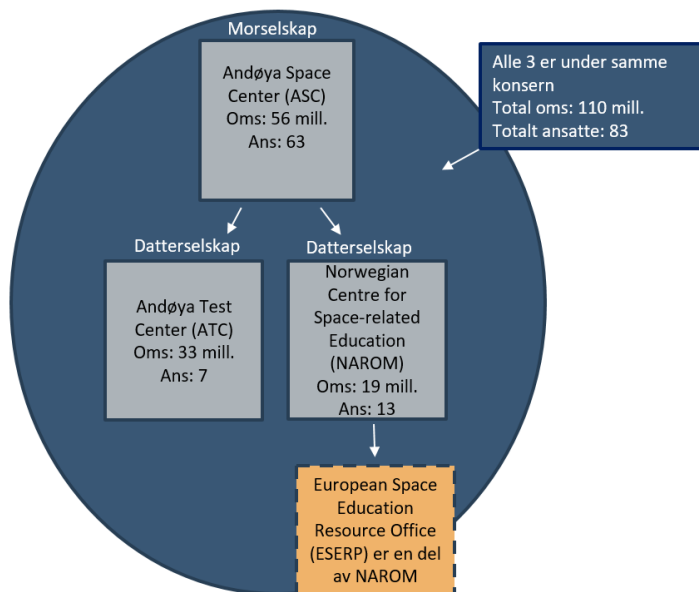 Morselskap
Andøya Space
Center (ASC)
Oms: 56 mill.
Ans: 63
Alle 3 er under samme
konsern
Total oms: 110 mill.
Totalt ansatte: 83
Datterselskap
Andøya Test
Center (ATC)
Oms: 33 mill.
Ans: 7
Datterselskap
Norwegian
Centre for
Space-related
Education
(NAROM)
Oms: 19 mill.
Ans: 13
European Space
Education
Resource Office
(ESERP) er en del
av NAROM